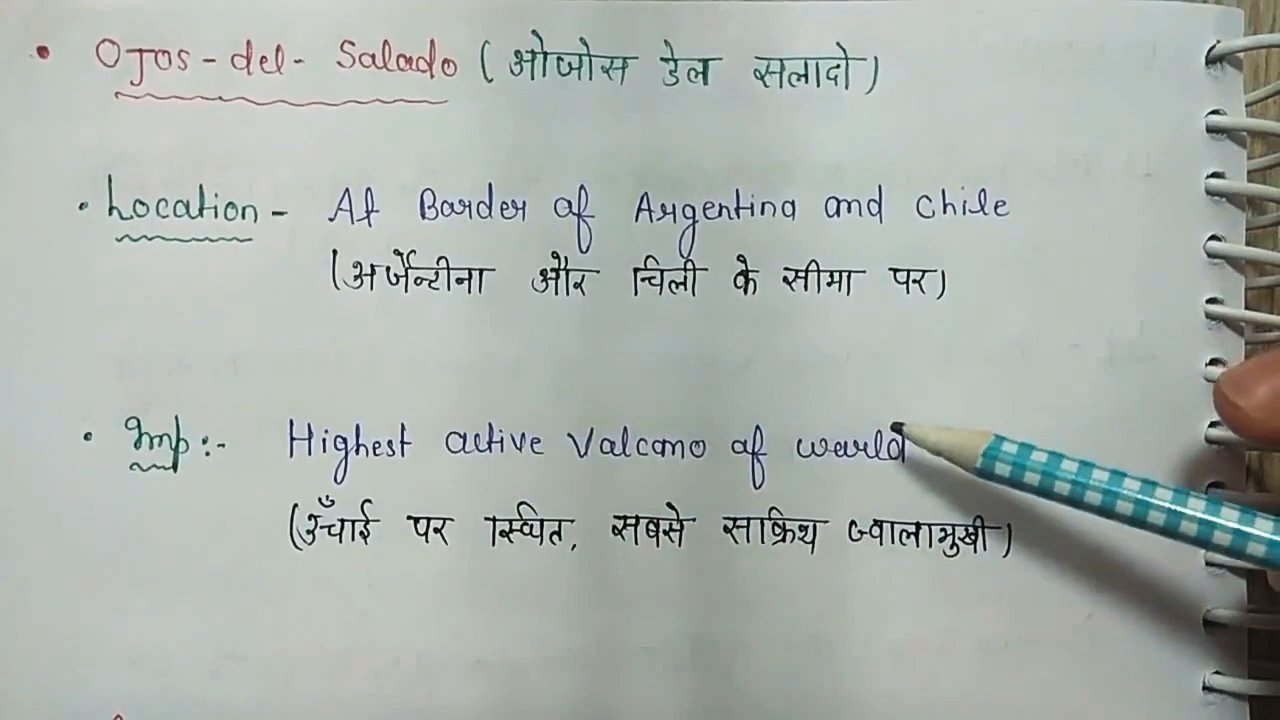 • Ojos-del-Salado (ओजोस डेल सलादो)
• Location - At Border of Argentina and Chile
(अर्जेन्टीना और चिली के सीमा पर)
• Imp:- Highest active Valcano of world
(उँचाई पर स्थित, सबसे सक्रिय ज्वालामुखी)